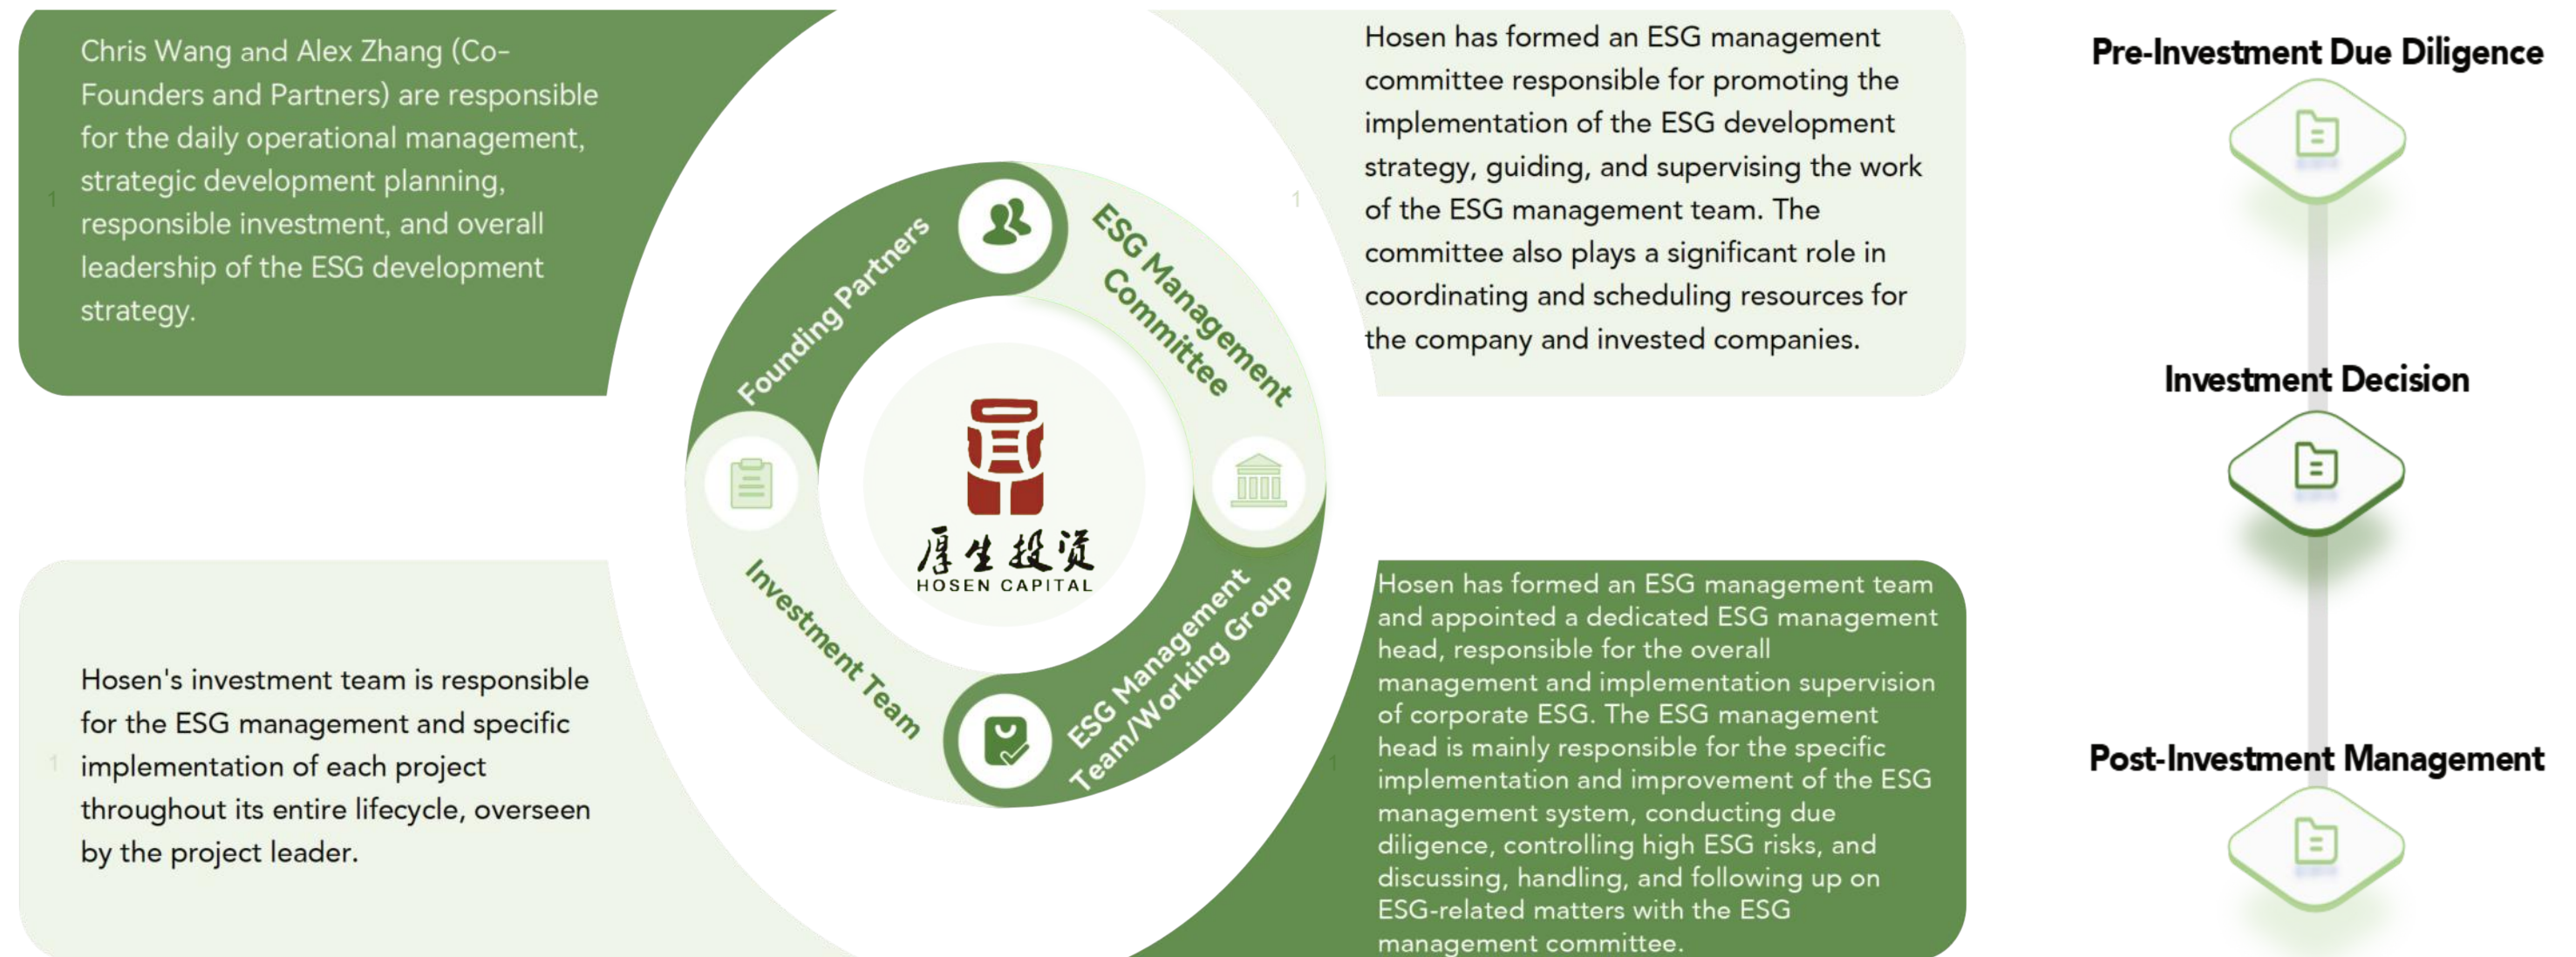 Chris Wang and Alex Zhang (Co-
Founders and Partners) are responsible
for the daily operational management,
strategic development planning,
responsible investment, and overall
leadership of the ESG development
strategy.
1
Hosen has formed an ESG management
committee responsible for promoting the
implementation of the ESG development
strategy, guiding, and supervising the work
of the ESG management team. The
committee also plays a significant role in
coordinating and scheduling resources for
the company and invested companies.
1
Founding Partners
ESG Management
Committee
厚生投资
HOSEN CAPITAL
Investment Team
ESG Management
Team/Working Group
Hosen's investment team is responsible
for the ESG management and specific
implementation of each project
throughout its entire lifecycle, overseen
by the project leader.
1
Hosen has formed an ESG management team
and appointed a dedicated ESG management
head, responsible for the overall
management and implementation supervision
of corporate ESG. The ESG management
head is mainly responsible for the specific
implementation and improvement of the ESG
management system, conducting due
diligence, controlling high ESG risks, and
discussing, handling, and following up on
ESG-related matters with the ESG
management committee.
1
Pre-Investment Due Diligence
Investment Decision
Post-Investment Management